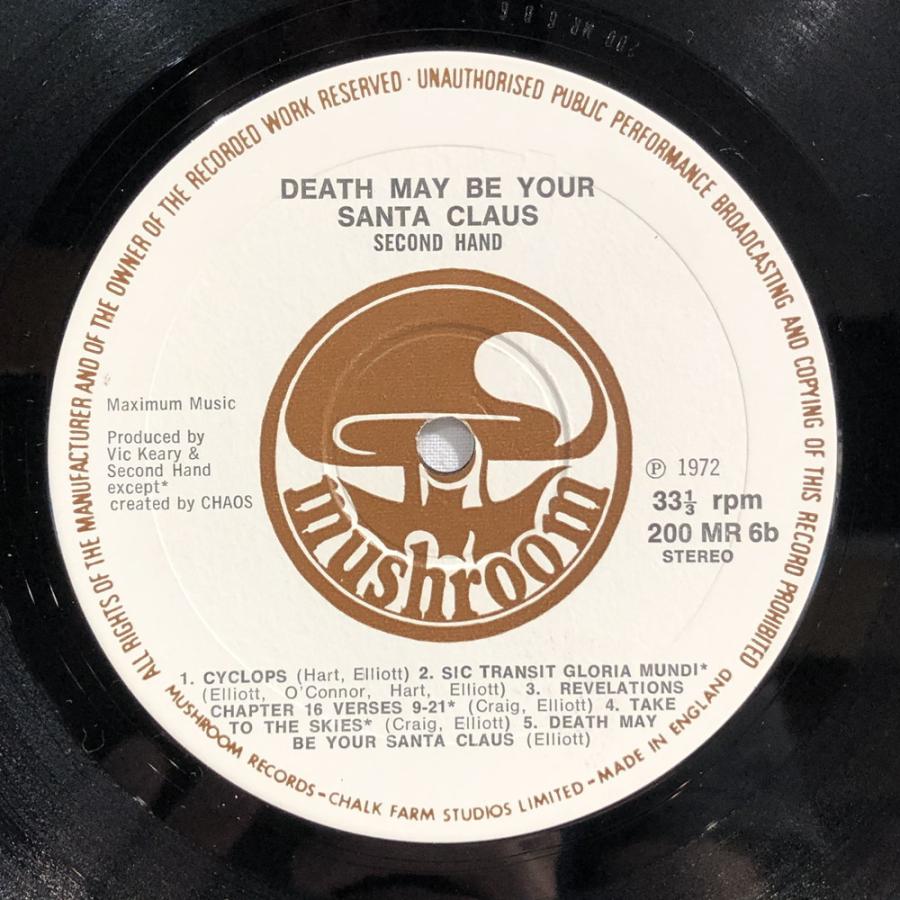 ALL RIGHTS OF THE MANUFACTURER AND OF THE OWNER OF THE RECORDED WORK RESERVED · UNAUTHORISED PUBLIC PERFORMANCE BROADCASTING AND COPYING OF THIS RECORD PROHIBITED
DEATH MAY BE YOUR
SANTA CLAUS
SECOND HAND
Maximum Music
Produced by
Vic Keary &
Second Hand
except*
created by CHAOS
mushroom
℗ 1972
33⅓ rpm
200 MR 6b
STEREO
1. CYCLOPS (Hart, Elliott) 2. SIC TRANSIT GLORIA MUNDI*
(Elliott, O'Connor, Hart, Elliott) 3. REVELATIONS
CHAPTER 16 VERSES 9-21* (Craig, Elliott) 4. TAKE
TO THE SKIES* (Craig, Elliott) 5. DEATH MAY
BE YOUR SANTA CLAUS (Elliott)
MUSHROOM RECORDS - CHALK FARM STUDIOS LIMITED - MADE IN ENGLAND